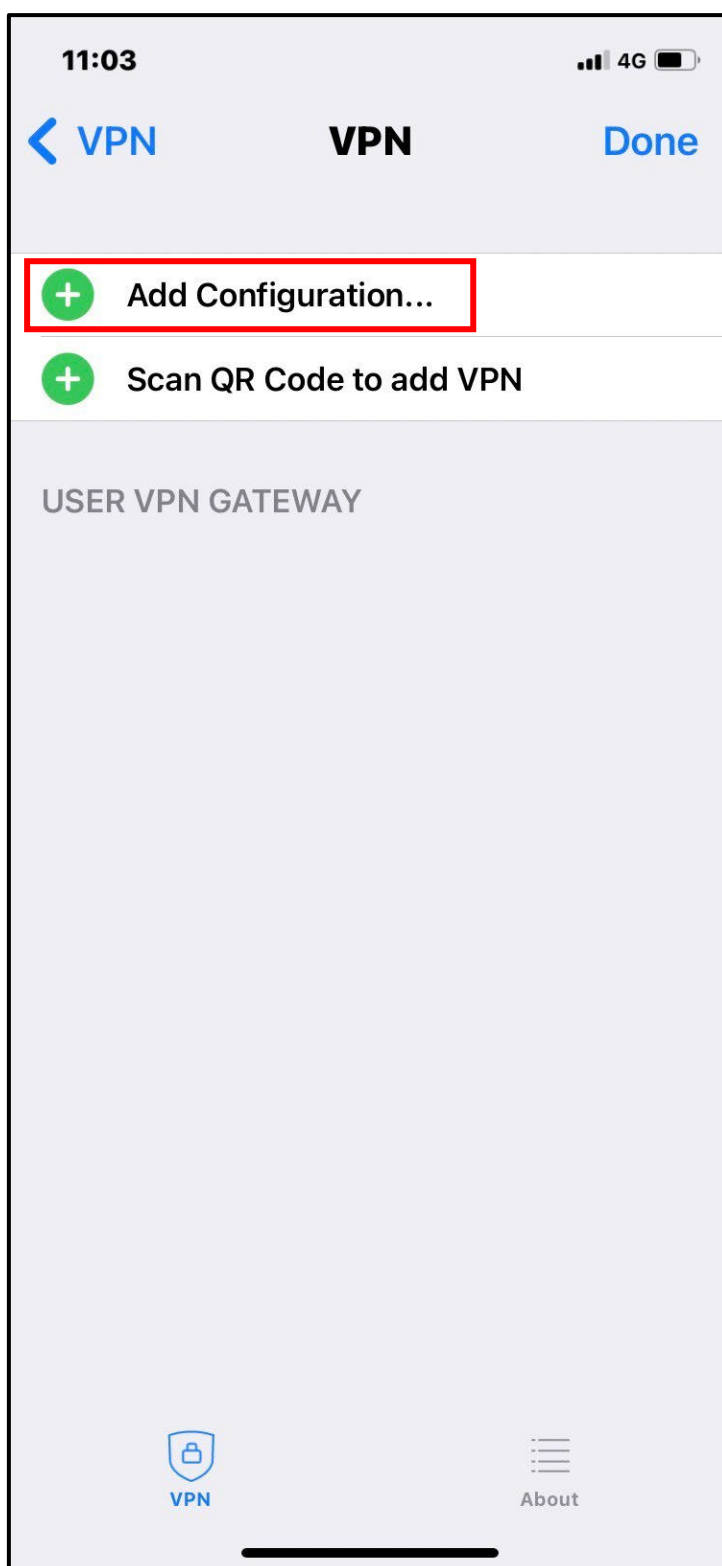 11:03 4G
VPN VPN Done
Add Configuration...
Scan QR Code to add VPN
USER VPN GATEWAY
VPN About